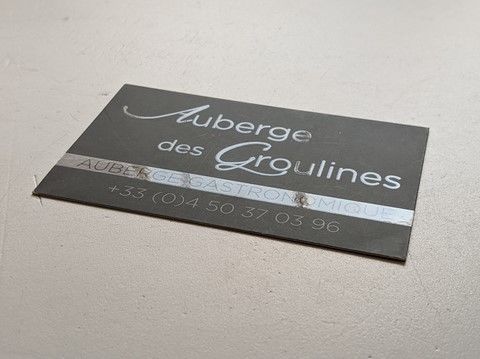 Auberge
des Groulines
AUBERGE GASTRONOMIQUE
+33 (0)4 50 37 03 96